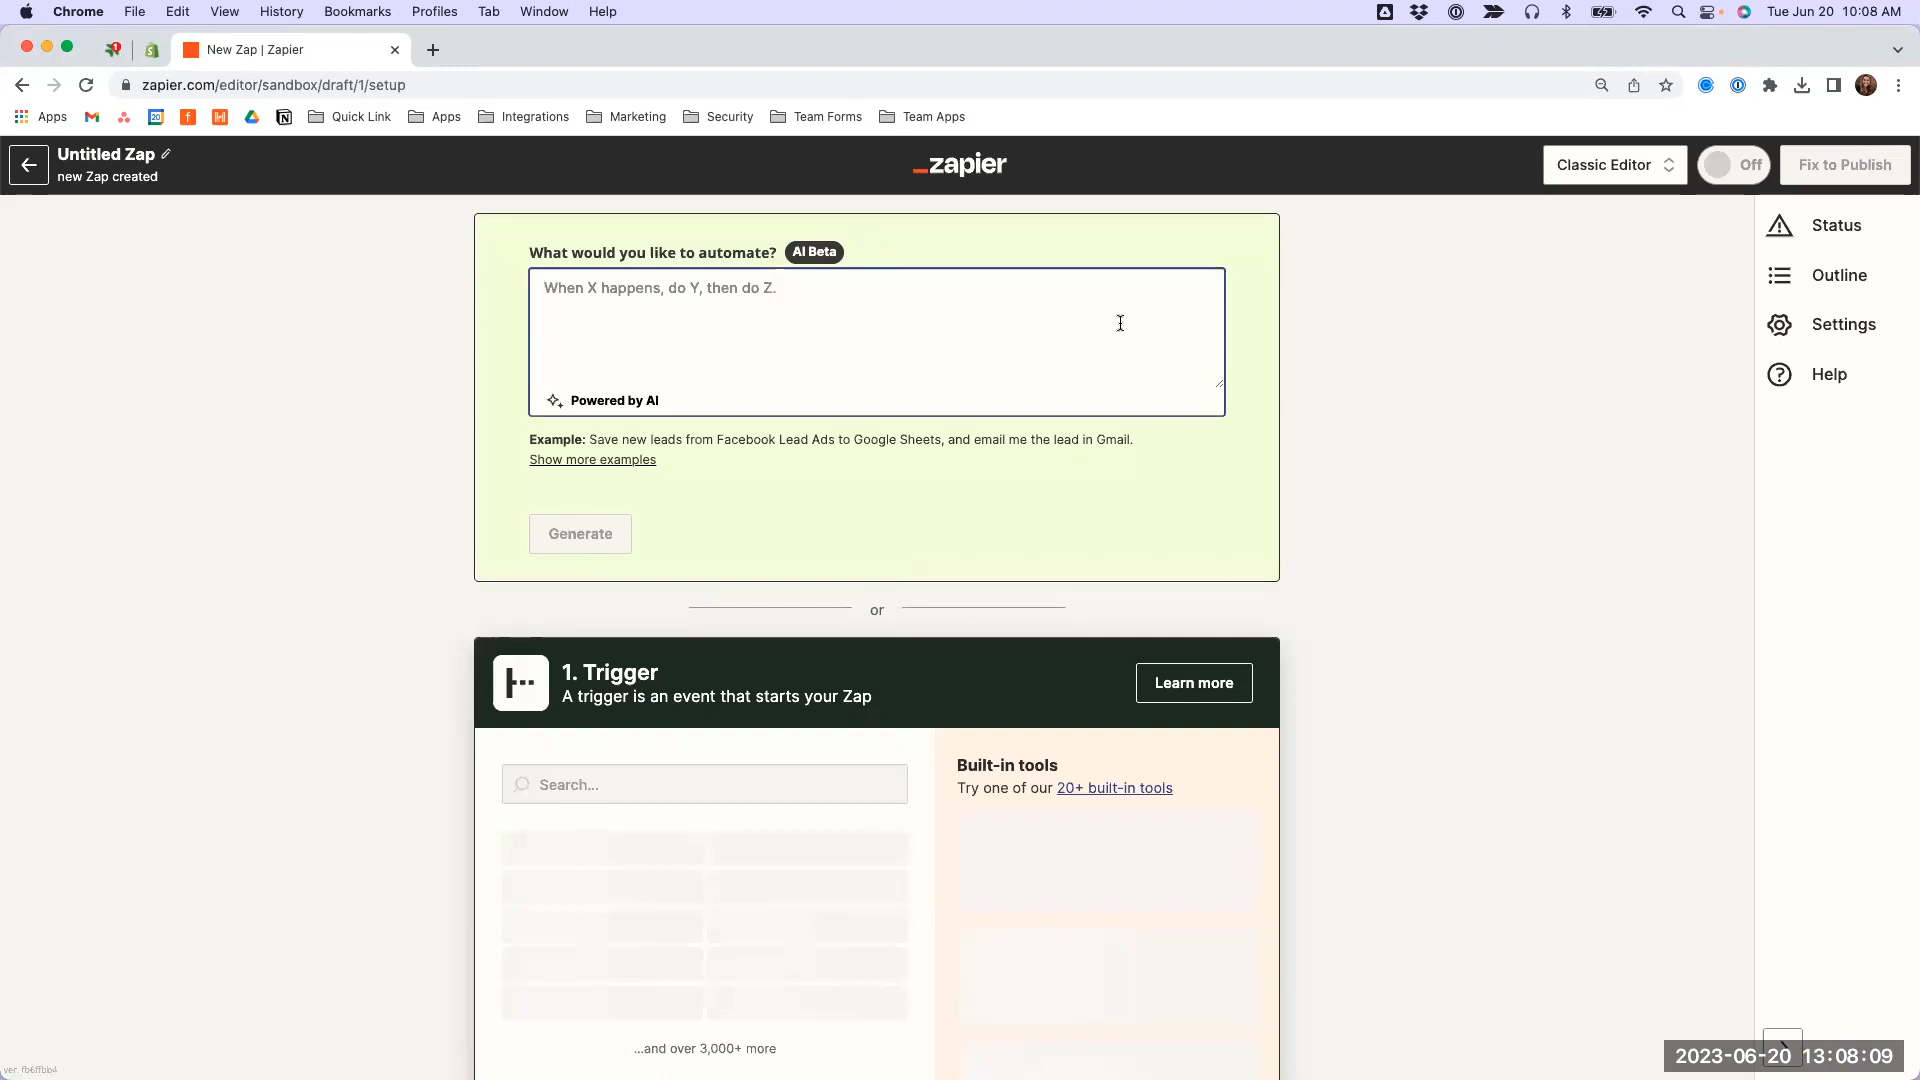 Chrome File Edit View History Bookmarks Profiles Tab Window Help Tue Jun 20 10:08 AM
New Zap | Zapier
zapier.com/editor/sandbox/draft/1/setup
Apps Quick Link Apps Integrations Marketing Security Team Forms Team Apps
Untitled Zap
new Zap created
_zapier
Classic Editor Off Fix to Publish
Status
Outline
Settings
Help
What would you like to automate? AI Beta
When X happens, do Y, then do Z.
Powered by AI
Example: Save new leads from Facebook Lead Ads to Google Sheets, and email me the lead in Gmail.
Show more examples
Generate
or
1. Trigger
A trigger is an event that starts your Zap
Learn more
Search...
...and over 3,000+ more
Built-in tools
Try one of our 20+ built-in tools
ver. fb6ffbb4
2023-06-20 13:08:09